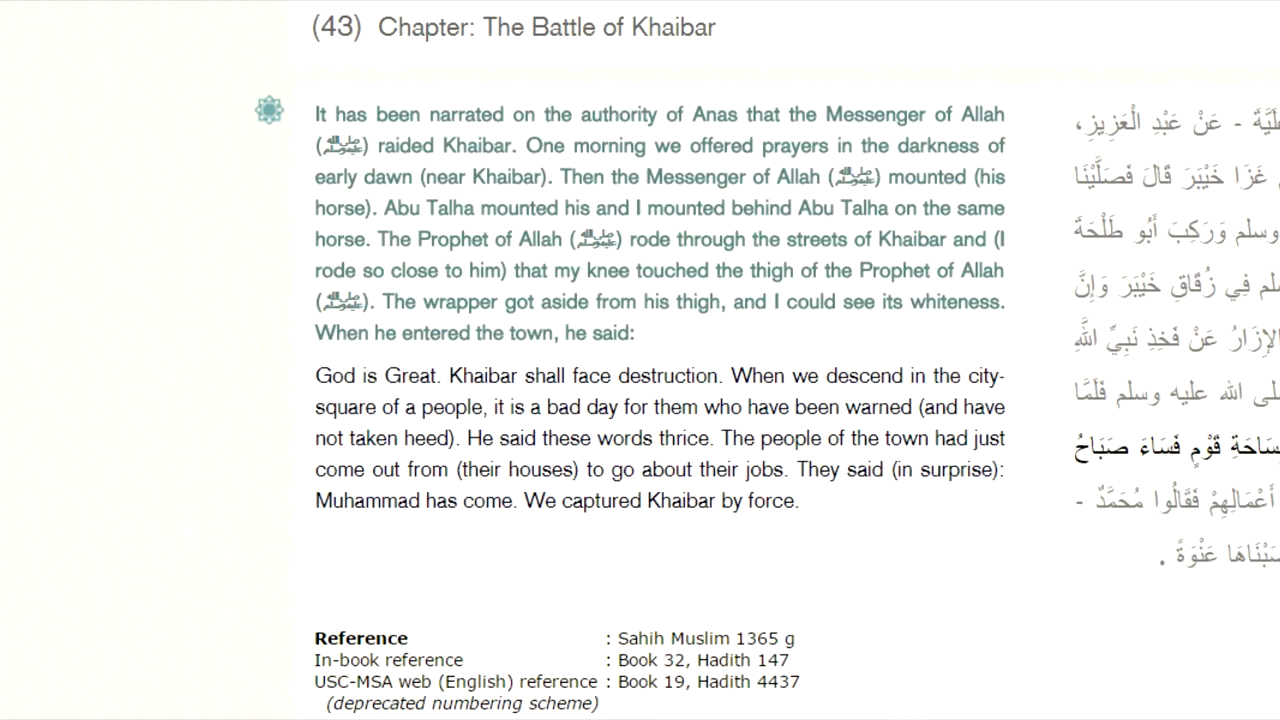 (43) Chapter: The Battle of Khaibar
It has been narrated on the authority of Anas that the Messenger of Allah
(ﷺ) raided Khaibar. One morning we offered prayers in the darkness of
early dawn (near Khaibar). Then the Messenger of Allah (ﷺ) mounted (his
horse). Abu Talha mounted his and I mounted behind Abu Talha on the same
horse. The Prophet of Allah (ﷺ) rode through the streets of Khaibar and (I
rode so close to him) that my knee touched the thigh of the Prophet of Allah
(ﷺ). The wrapper got aside from his thigh, and I could see its whiteness.
When he entered the town, he said:
God is Great. Khaibar shall face destruction. When we descend in the city-
square of a people, it is a bad day for them who have been warned (and have
not taken heed). He said these words thrice. The people of the town had just
come out from (their houses) to go about their jobs. They said (in surprise):
Muhammad has come. We captured Khaibar by force.
- عَنْ عَبْدِ الْعَزِيزِ،
غَزَا خَيْبَرَ قَالَ فَصَلَّيْنَا
وسلم وَرَكِبَ أَبُو طَلْحَةَ
فِي زُقَاقِ خَيْبَرَ وَإِنَّ
الإِزَارُ عَنْ فَخِذِ نَبِيِّ اللَّهِ
الله عليه وسلم فَلَمَّا
قَوْمٍ فَسَاءَ صَبَاحُ
أَعْمَالِهِمْ فَقَالُوا مُحَمَّدٌ -
عَنْوَةً .
Reference : Sahih Muslim 1365 g
In-book reference : Book 32, Hadith 147
USC-MSA web (English) reference : Book 19, Hadith 4437
(deprecated numbering scheme)